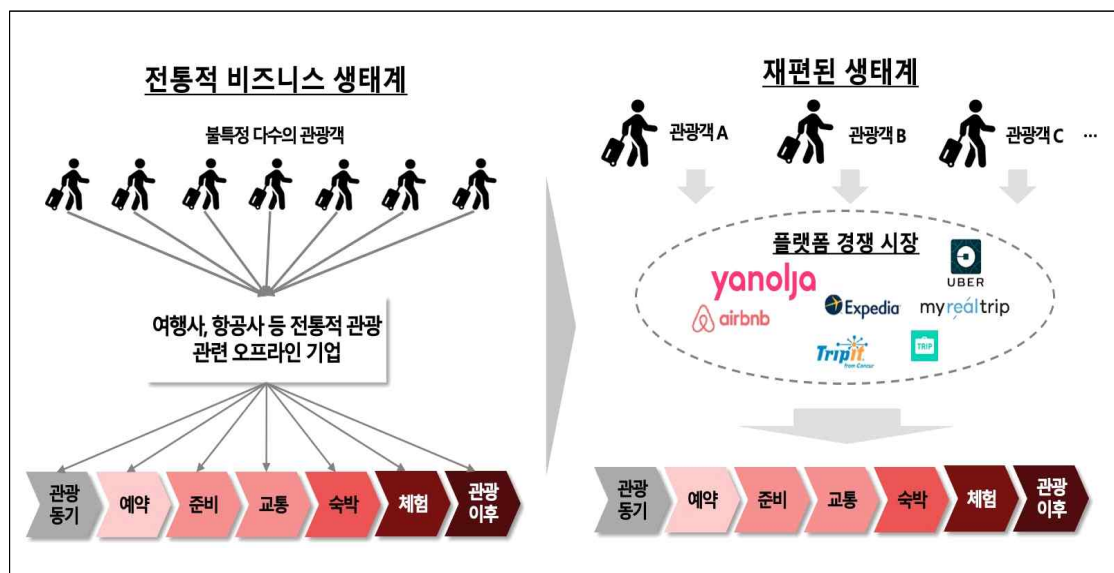 전통적 비즈니스 생태계
불특정 다수의 관광객
여행사, 항공사 등 전통적 관광
관련 오프라인 기업
관광
동기
예약
준비
교통
숙박
체험
관광
이후
재편된 생태계
관광객 A
관광객 B
관광객 C
...
플랫폼 경쟁 시장
yanolja
UBER
airbnb
Expedia
myrealtrip
TripIt
from Concur
TRIP
관광
동기
예약
준비
교통
숙박
체험
관광
이후